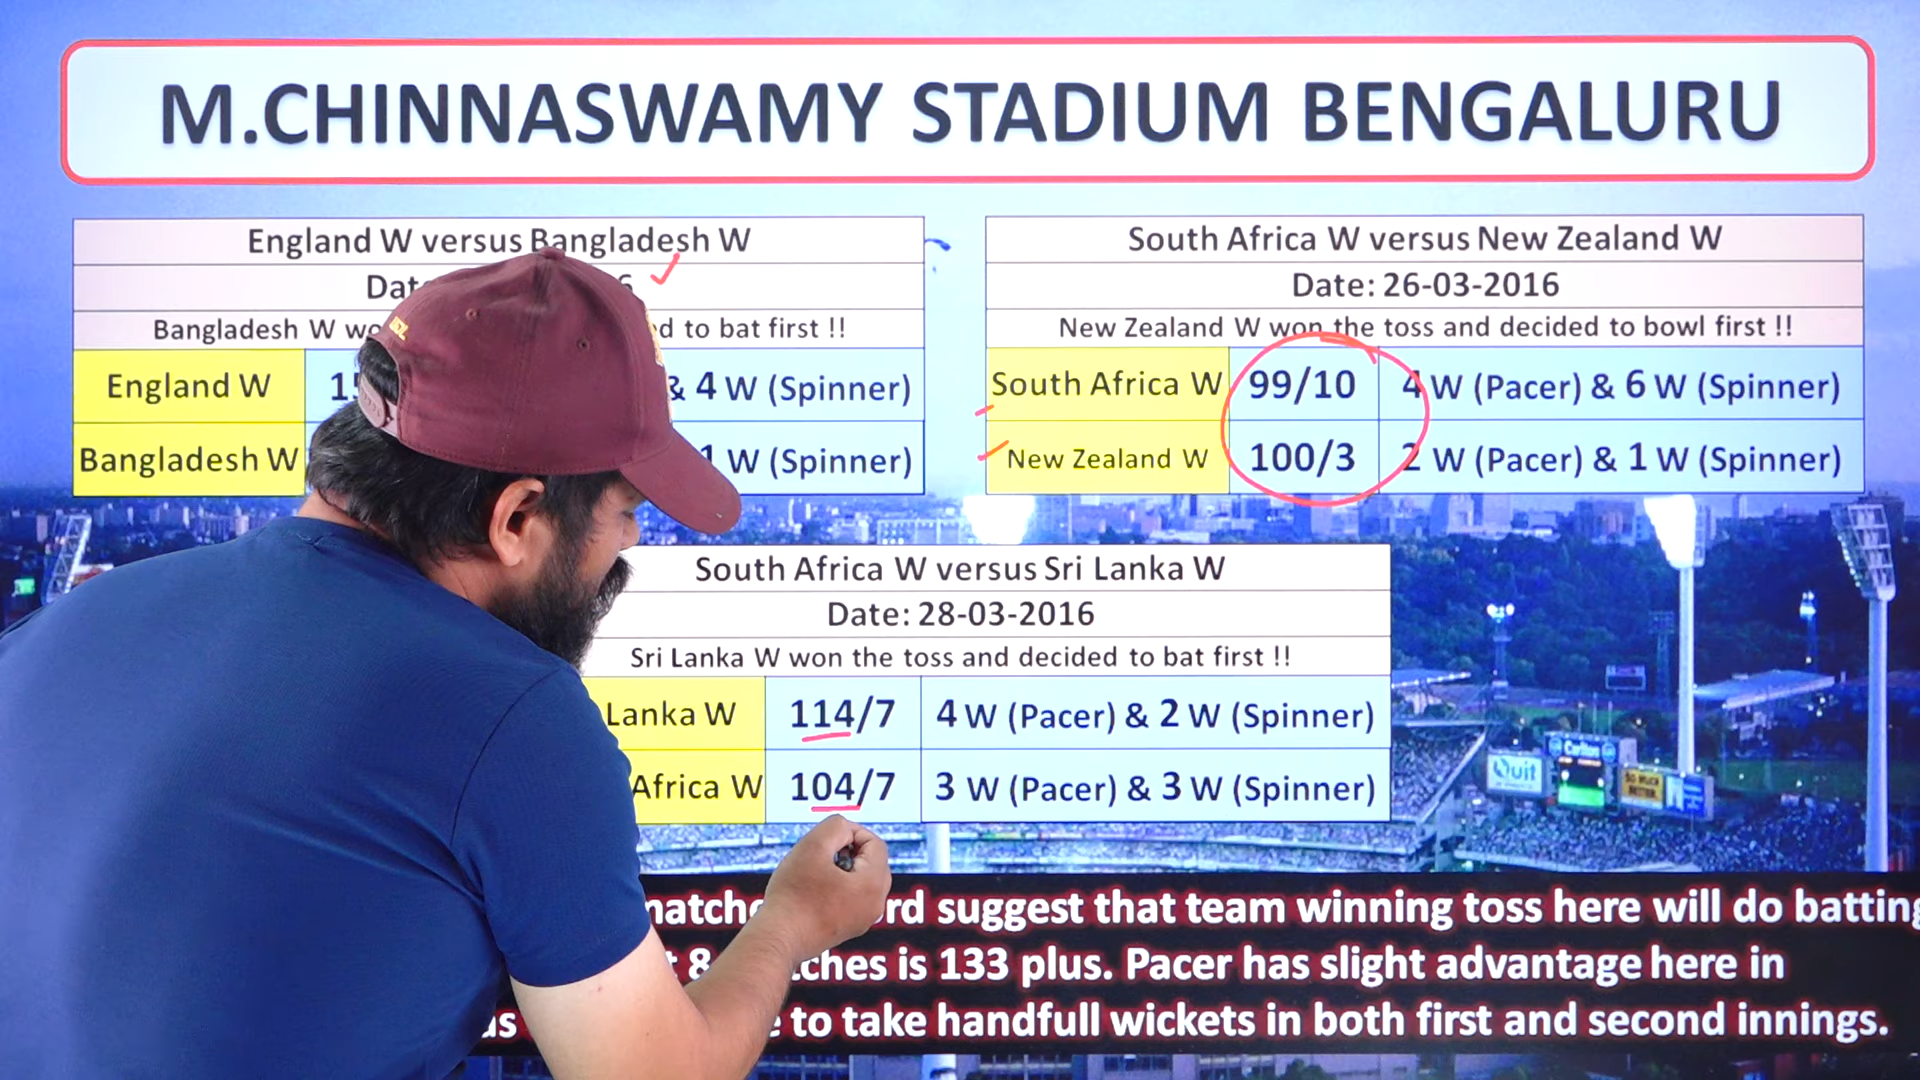 M.CHINNASWAMY STADIUM BENGALURU
England W versus Bangladesh W
Bangladesh W to bat first !!
England W & 4 W (Spinner)
Bangladesh W 1 W (Spinner)
South Africa W versus New Zealand W
Date: 26-03-2016
New Zealand W won the toss and decided to bowl first !!
South Africa W 99/10 4 W (Pacer) & 6 W (Spinner)
New Zealand W 100/3 2 W (Pacer) & 1 W (Spinner)
South Africa W versus Sri Lanka W
Date: 28-03-2016
Sri Lanka W won the toss and decided to bat first !!
Lanka W 114/7 4 W (Pacer) & 2 W (Spinner)
Africa W 104/7 3 W (Pacer) & 3 W (Spinner)
suggest that team winning toss here will do batting
8 is 133 plus. Pacer has slight advantage here in
to take handfull wickets in both first and second innings.
Carlton
Quit